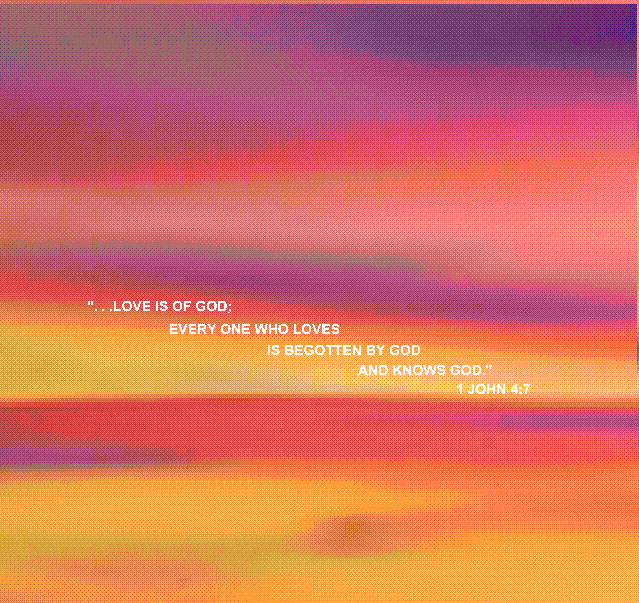 ". . .LOVE IS OF GOD;
EVERY ONE WHO LOVES
IS BEGOTTEN BY GOD
AND KNOWS GOD."
1 JOHN 4:7